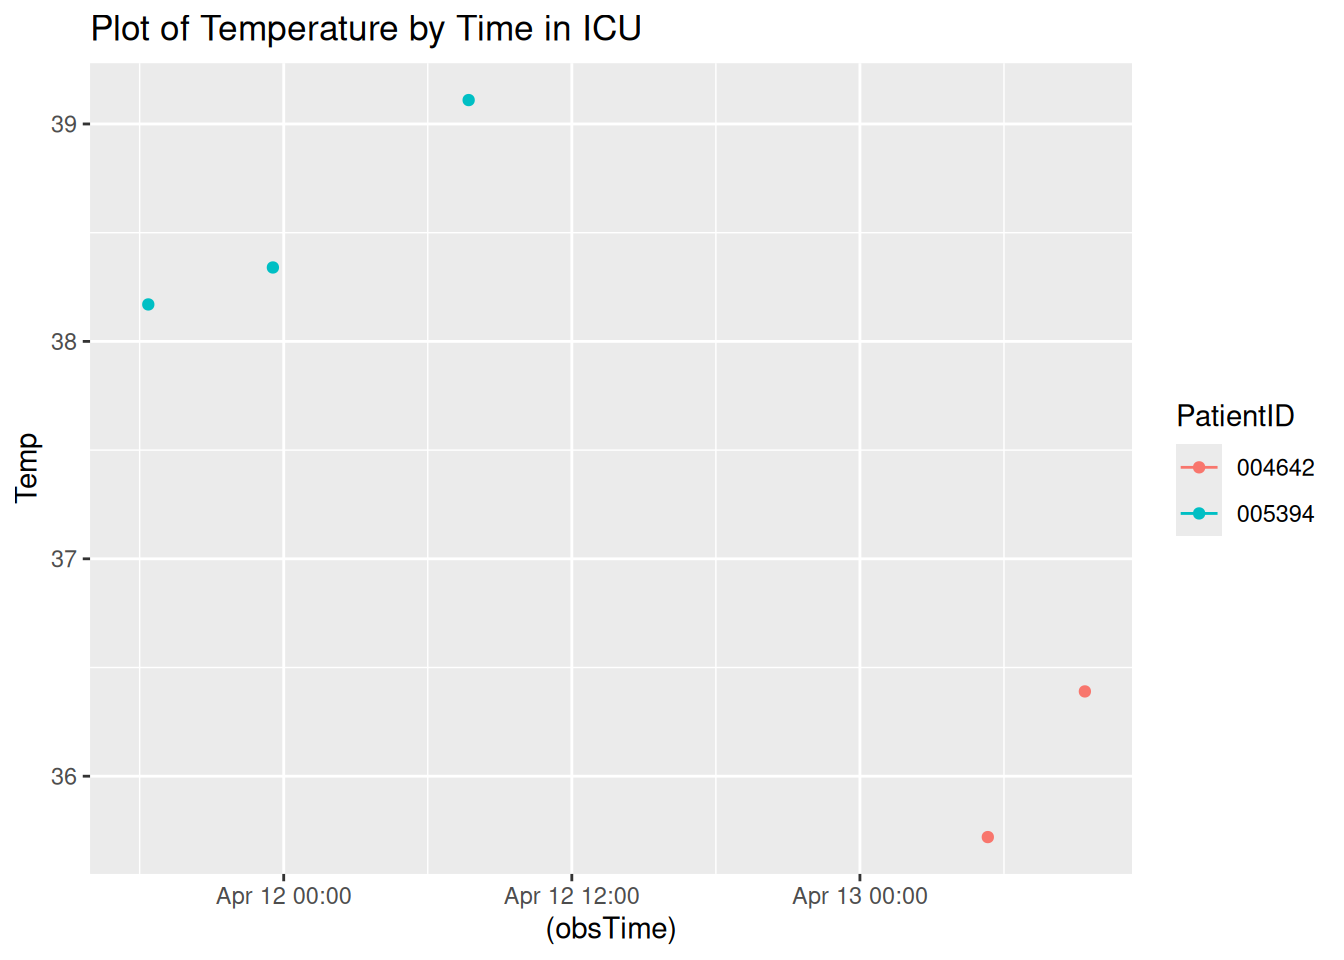 Plot of Temperature by Time in ICU
39
38
37
36
Temp
Apr 12 00:00
Apr 12 12:00
Apr 13 00:00
(obsTime)
PatientID
004642
005394